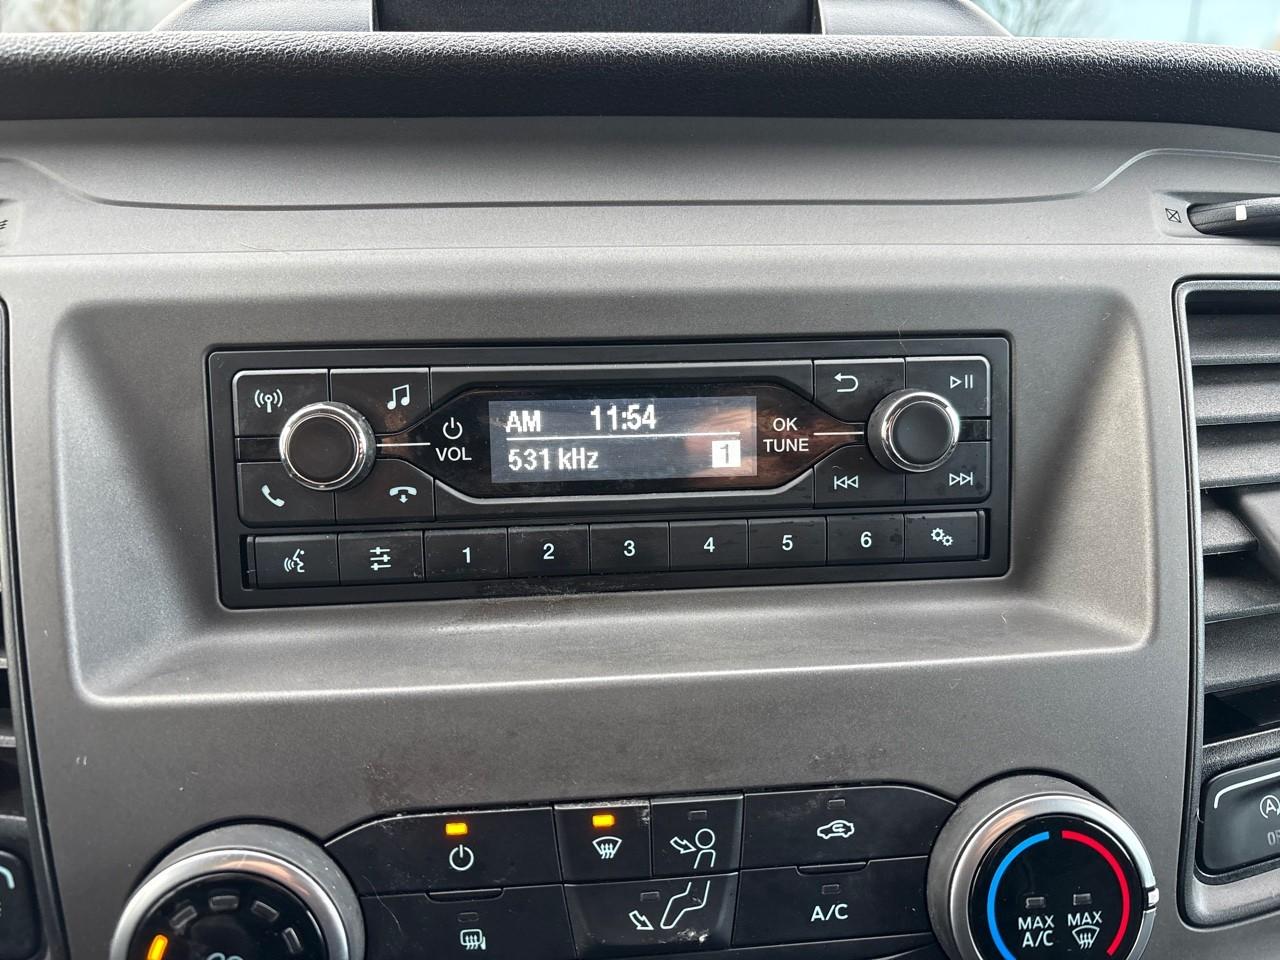 AM 11:54
531 kHz 1
VOL
OK
TUNE
1 2 3 4 5 6
A/C
MAX
A/C
MAX
A